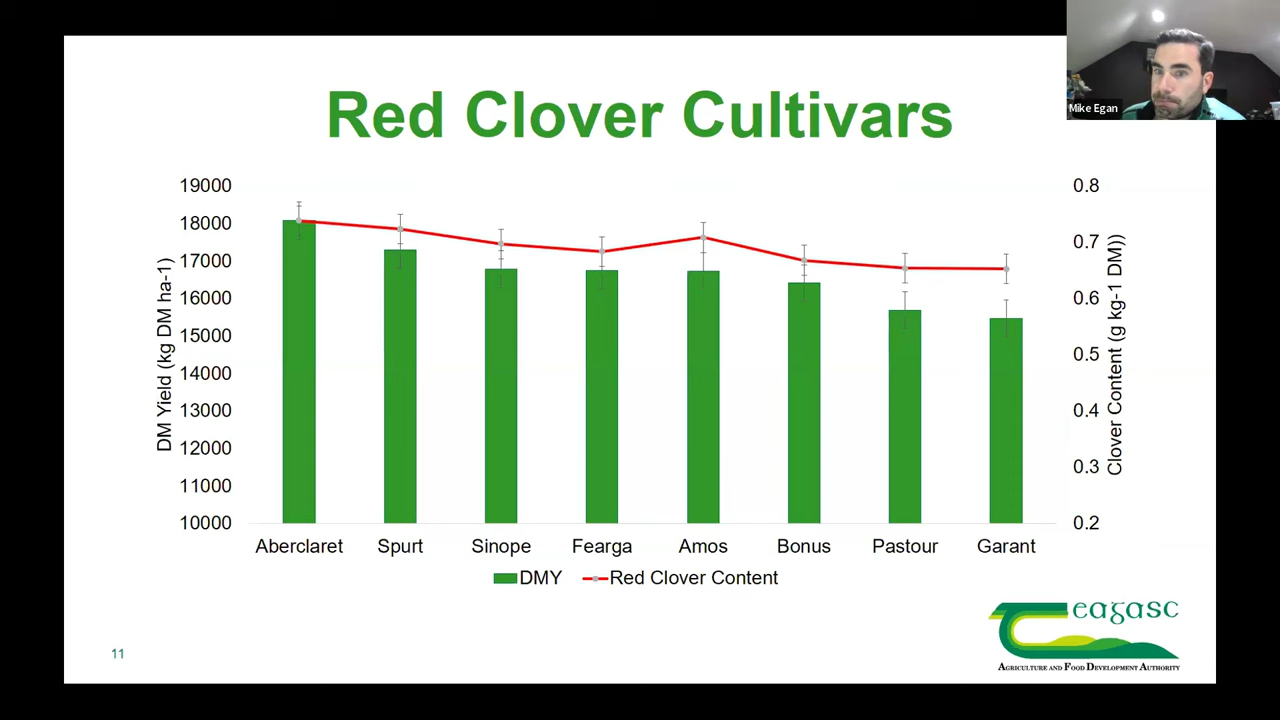 Mike Egan
Red Clover Cultivars
19000
18000
17000
16000
15000
14000
13000
12000
11000
10000
DM Yield (kg DM ha-1)
0.8
0.7
0.6
0.5
0.4
0.3
0.2
Clover Content (g kg-1 DM))
Aberclaret Spurt Sinope Fearga Amos Bonus Pastour Garant
DMY Red Clover Content
eagasc
AGRICULTURE AND FOOD DEVELOPMENT AUTHORITY
11